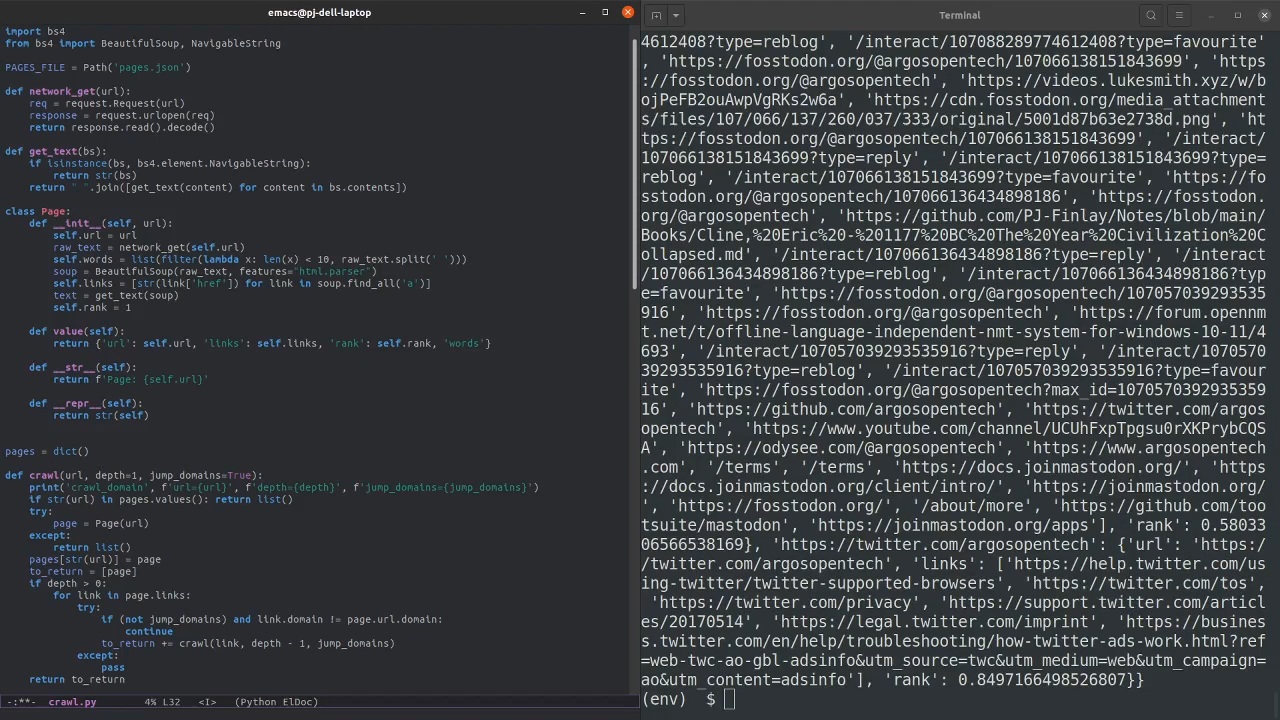 emacs@pj-dell-laptop
import bs4
from bs4 import BeautifulSoup, NavigableString
PAGES_FILE = Path('pages.json')
def network_get(url):
req = request.Request(url)
response = request.urlopen(req)
return response.read().decode()
def get_text(bs):
if isinstance(bs, bs4.element.NavigableString):
return str(bs)
return " ".join([get_text(content) for content in bs.contents])
class Page:
def __init__(self, url):
self.url = url
raw_text = network_get(self.url)
self.words = list(filter(lambda x: len(x) < 10, raw_text.split(' ')))
soup = BeautifulSoup(raw_text, features="html.parser")
self.links = [str(link['href']) for link in soup.find_all('a')]
text = get_text(soup)
self.rank = 1
def value(self):
return {'url': self.url, 'links': self.links, 'rank': self.rank, 'words'}
def __str__(self):
return f'Page: {self.url}'
def __repr__(self):
return str(self)
pages = dict()
def crawl(url, depth=1, jump_domains=True):
print('crawl_domain', f'url={url}', f'depth={depth}', f'jump_domains={jump_domains}')
if str(url) in pages.values(): return list()
try:
page = Page(url)
except:
return list()
pages[str(url)] = page
to_return = [page]
if depth > 0:
for link in page.links:
try:
if (not jump_domains) and link.domain != page.url.domain:
continue
to_return += crawl(link, depth - 1, jump_domains)
except:
pass
return to_return
-:**- crawl.py 4% L32 <I> (Python ElDoc)
Terminal
4612408?type=reblog', '/interact/107088289774612408?type=favourite'
, 'https://fosstodon.org/@argosopentech/107066138151843699', 'https
://fosstodon.org/@argosopentech', 'https://videos.lukesmith.xyz/w/b
ojPeFB2ouAwpVgRKs2w6a', 'https://cdn.fosstodon.org/media_attachment
s/files/107/066/137/260/037/333/original/5001d87b63e2738d.png', 'ht
tps://fosstodon.org/@argosopentech/107066138151843699', '/interact/
107066138151843699?type=reply', '/interact/107066138151843699?type=
reblog', '/interact/107066138151843699?type=favourite', 'https://fo
sstodon.org/@argosopentech/107066136434898186', 'https://fosstodon.
org/@argosopentech', 'https://github.com/PJ-Finlay/Notes/blob/main/
Books/Cline,%20Eric%20-%201177%20BC%20The%20Year%20Civilization%20C
ollapsed.md', '/interact/107066136434898186?type=reply', '/interact
/107066136434898186?type=reblog', '/interact/107066136434898186?typ
e=favourite', 'https://fosstodon.org/@argosopentech/107057039293535
916', 'https://fosstodon.org/@argosopentech', 'https://forum.opennm
t.net/t/offline-language-independent-nmt-system-for-windows-10-11/4
693', '/interact/107057039293535916?type=reply', '/interact/1070570
39293535916?type=reblog', '/interact/107057039293535916?type=favour
ite', 'https://fosstodon.org/@argosopentech?max_id=1070570392935359
16', 'https://github.com/argosopentech', 'https://twitter.com/argos
opentech', 'https://www.youtube.com/channel/UCUhFxpTpgsu0rXKPrybCQS
A', 'https://odysee.com/@argosopentech', 'https://www.argosopentech
.com', '/terms', '/terms', 'https://docs.joinmastodon.org/', 'https
://docs.joinmastodon.org/client/intro/', 'https://joinmastodon.org/
, 'https://fosstodon.org/', '/about/more', 'https://github.com/too
tsuite/mastodon', 'https://joinmastodon.org/apps'], 'rank': 0.58033
06566538169}, 'https://twitter.com/argosopentech': {'url': 'https:/
/twitter.com/argosopentech', 'links': ['https://help.twitter.com/us
ing-twitter/twitter-supported-browsers', 'https://twitter.com/tos',
'https://twitter.com/privacy', 'https://support.twitter.com/articl
es/20170514', 'https://legal.twitter.com/imprint', 'https://busines
s.twitter.com/en/help/troubleshooting/how-twitter-ads-work.html?ref
=web-twc-ao-gbl-adsinfo&utm_source=twc&utm_medium=web&utm_campaign=
ao&utm_content=adsinfo'], 'rank': 0.8497166498526807}}
(env) $